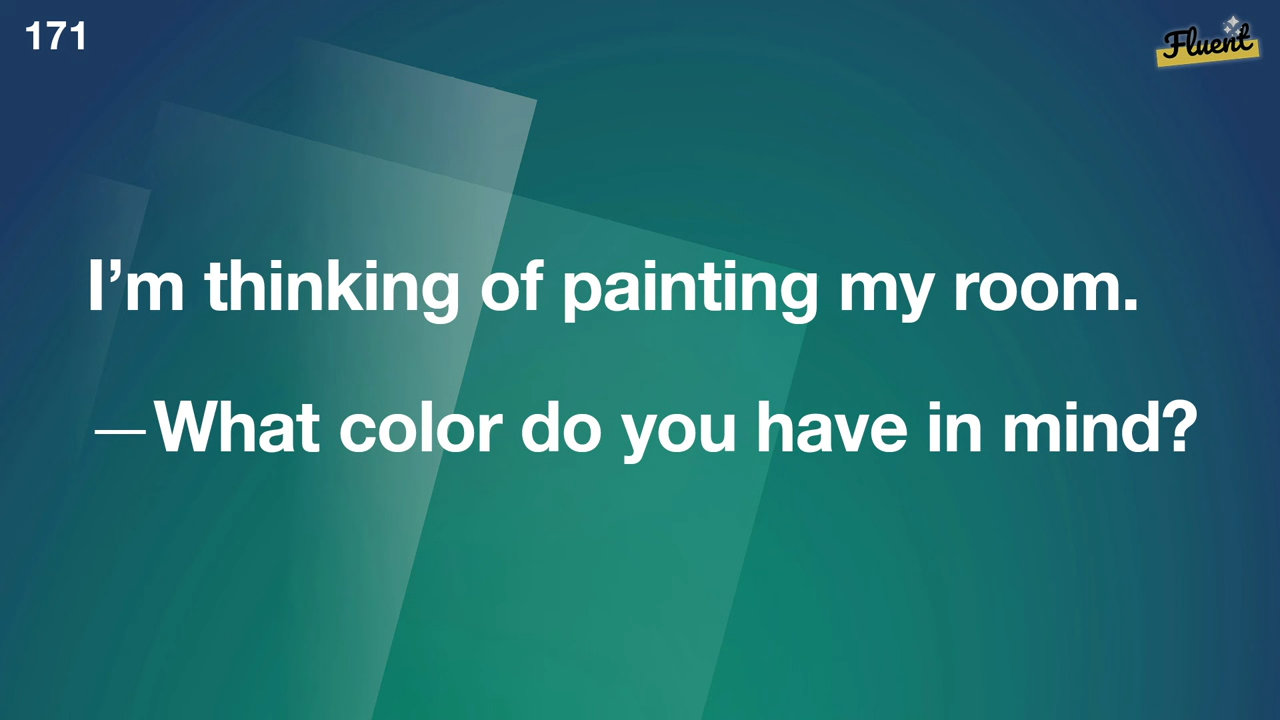 171
Fluent
I’m thinking of painting my room.
—What color do you have in mind?